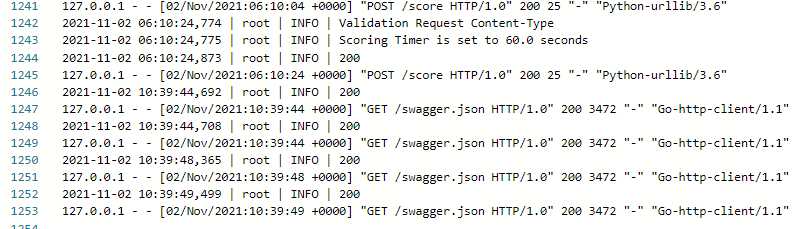 1241 127.0.0.1 - - [02/Nov/2021:06:10:04 +0000] "POST /score HTTP/1.0" 200 25 "-" "Python-urllib/3.6"
1242 2021-11-02 06:10:24,774 | root | INFO | Validation Request Content-Type
1243 2021-11-02 06:10:24,775 | root | INFO | Scoring Timer is set to 60.0 seconds
1244 2021-11-02 06:10:24,873 | root | INFO | 200
1245 127.0.0.1 - - [02/Nov/2021:06:10:24 +0000] "POST /score HTTP/1.0" 200 25 "-" "Python-urllib/3.6"
1246 2021-11-02 10:39:44,692 | root | INFO | 200
1247 127.0.0.1 - - [02/Nov/2021:10:39:44 +0000] "GET /swagger.json HTTP/1.0" 200 3472 "-" "Go-http-client/1.1"
1248 2021-11-02 10:39:44,708 | root | INFO | 200
1249 127.0.0.1 - - [02/Nov/2021:10:39:44 +0000] "GET /swagger.json HTTP/1.0" 200 3472 "-" "Go-http-client/1.1"
1250 2021-11-02 10:39:48,365 | root | INFO | 200
1251 127.0.0.1 - - [02/Nov/2021:10:39:48 +0000] "GET /swagger.json HTTP/1.0" 200 3472 "-" "Go-http-client/1.1"
1252 2021-11-02 10:39:49,499 | root | INFO | 200
1253 127.0.0.1 - - [02/Nov/2021:10:39:49 +0000] "GET /swagger.json HTTP/1.0" 200 3472 "-" "Go-http-client/1.1"